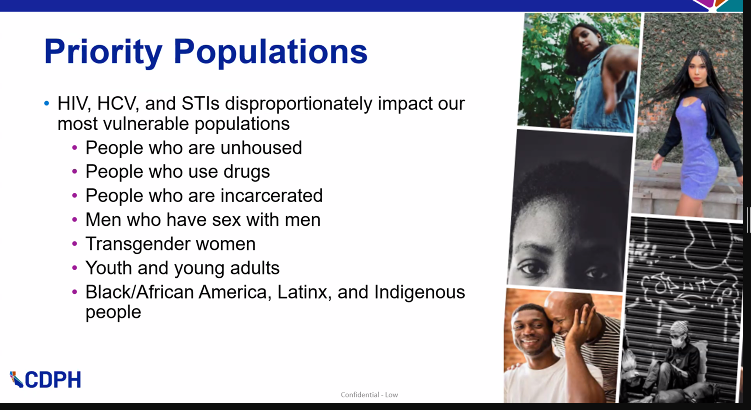 Priority Populations
• HIV, HCV, and STIs disproportionately impact our
most vulnerable populations
• People who are unhoused
• People who use drugs
• People who are incarcerated
• Men who have sex with men
• Transgender women
• Youth and young adults
• Black/African America, Latinx, and Indigenous
people
CDPH
Confidential - Low